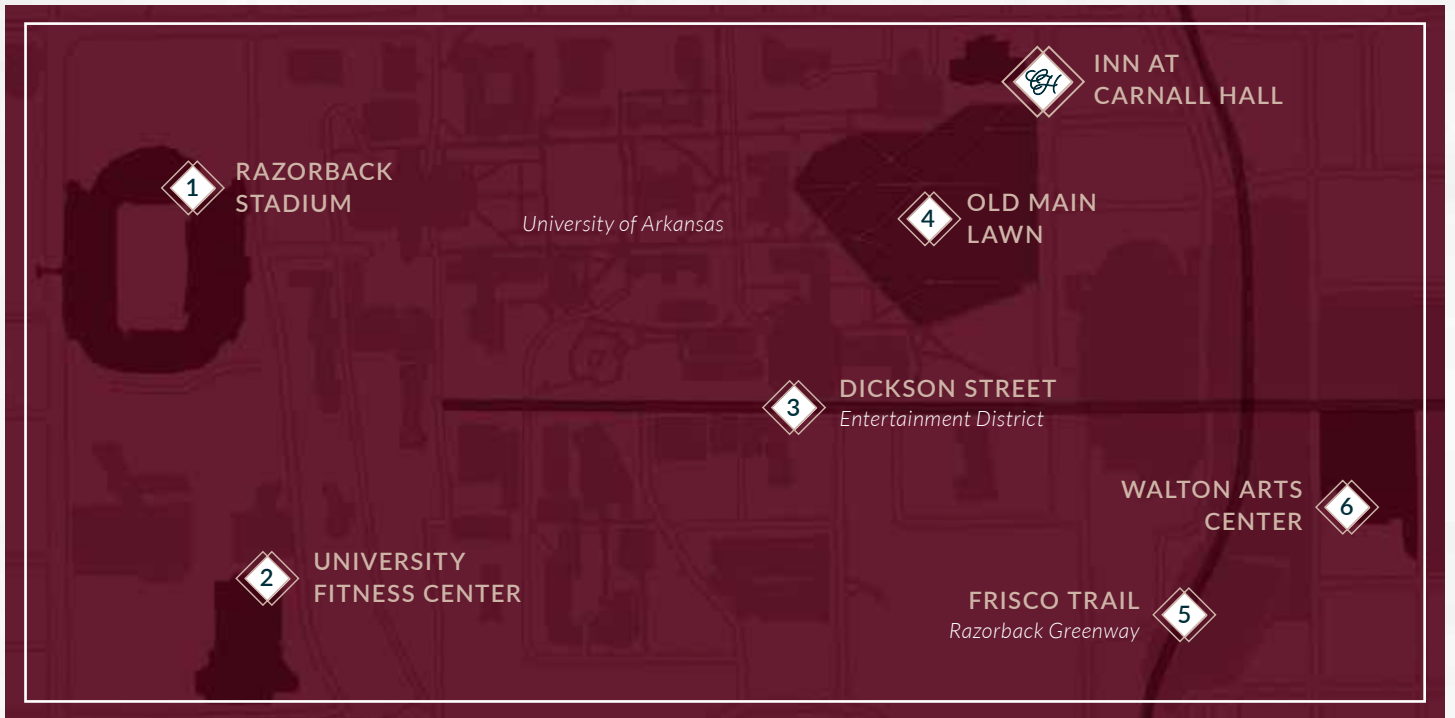 CH
INN AT
CARNALL HALL
1
RAZORBACK
STADIUM
University of Arkansas
4
OLD MAIN
LAWN
3
DICKSON STREET
Entertainment District
WALTON ARTS
CENTER
6
2
UNIVERSITY
FITNESS CENTER
FRISCO TRAIL
Razorback Greenway
5